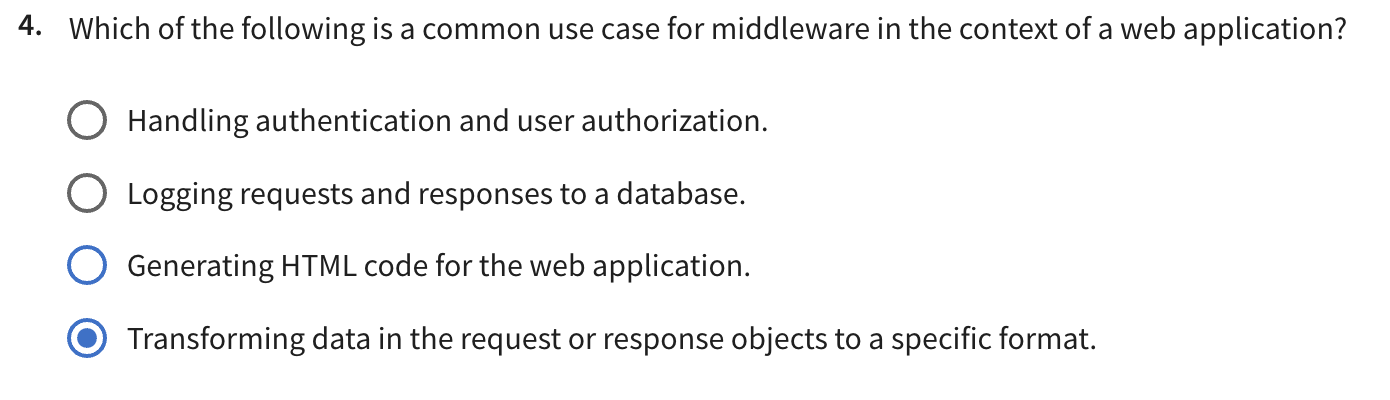 4. Which of the following is a common use case for middleware in the context of a web application?
Handling authentication and user authorization.
Logging requests and responses to a database.
Generating HTML code for the web application.
Transforming data in the request or response objects to a specific format.